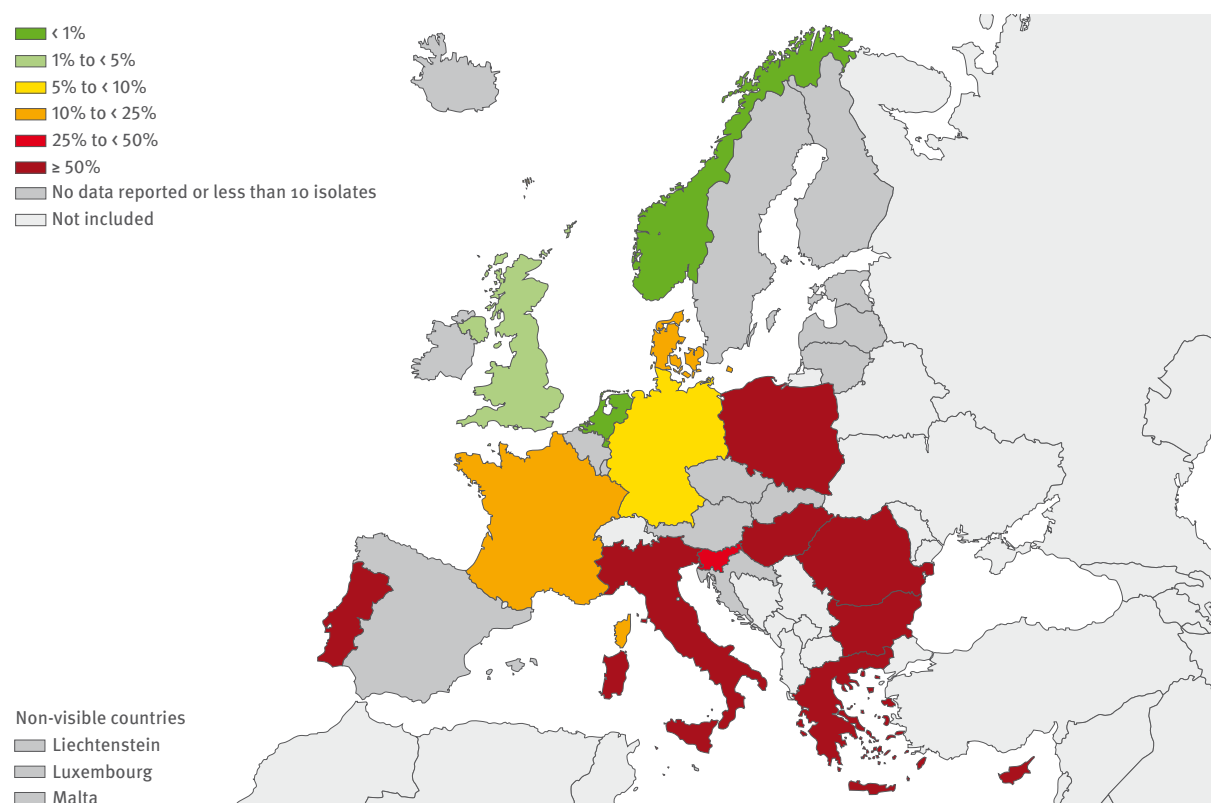 < 1%
1% to < 5%
5% to < 10%
10% to < 25%
25% to < 50%
≥ 50%
No data reported or less than 10 isolates
Not included
Non-visible countries
Liechtenstein
Luxembourg
Malta